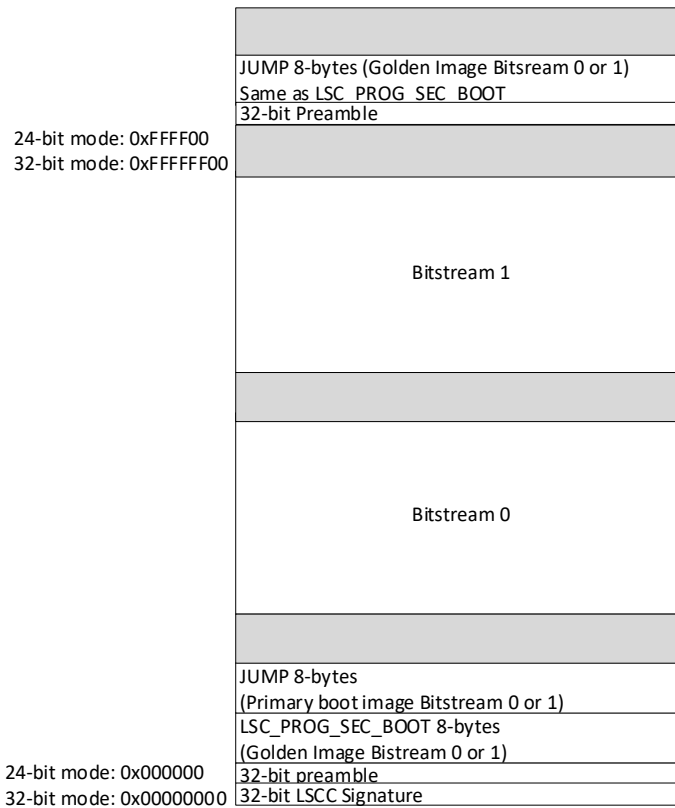 JUMP 8-bytes (Golden Image Bitsream 0 or 1)
Same as LSC_PROG_SEC_BOOT
32-bit Preamble
24-bit mode: 0xFFFF00
32-bit mode: 0xFFFFFF00
Bitstream 1
Bitstream 0
JUMP 8-bytes
(Primary boot image Bitstream 0 or 1)
LSC_PROG_SEC_BOOT 8-bytes
(Golden Image Bistream 0 or 1)
24-bit mode: 0x000000
32-bit preamble
32-bit mode: 0x00000000
32-bit LSCC Signature